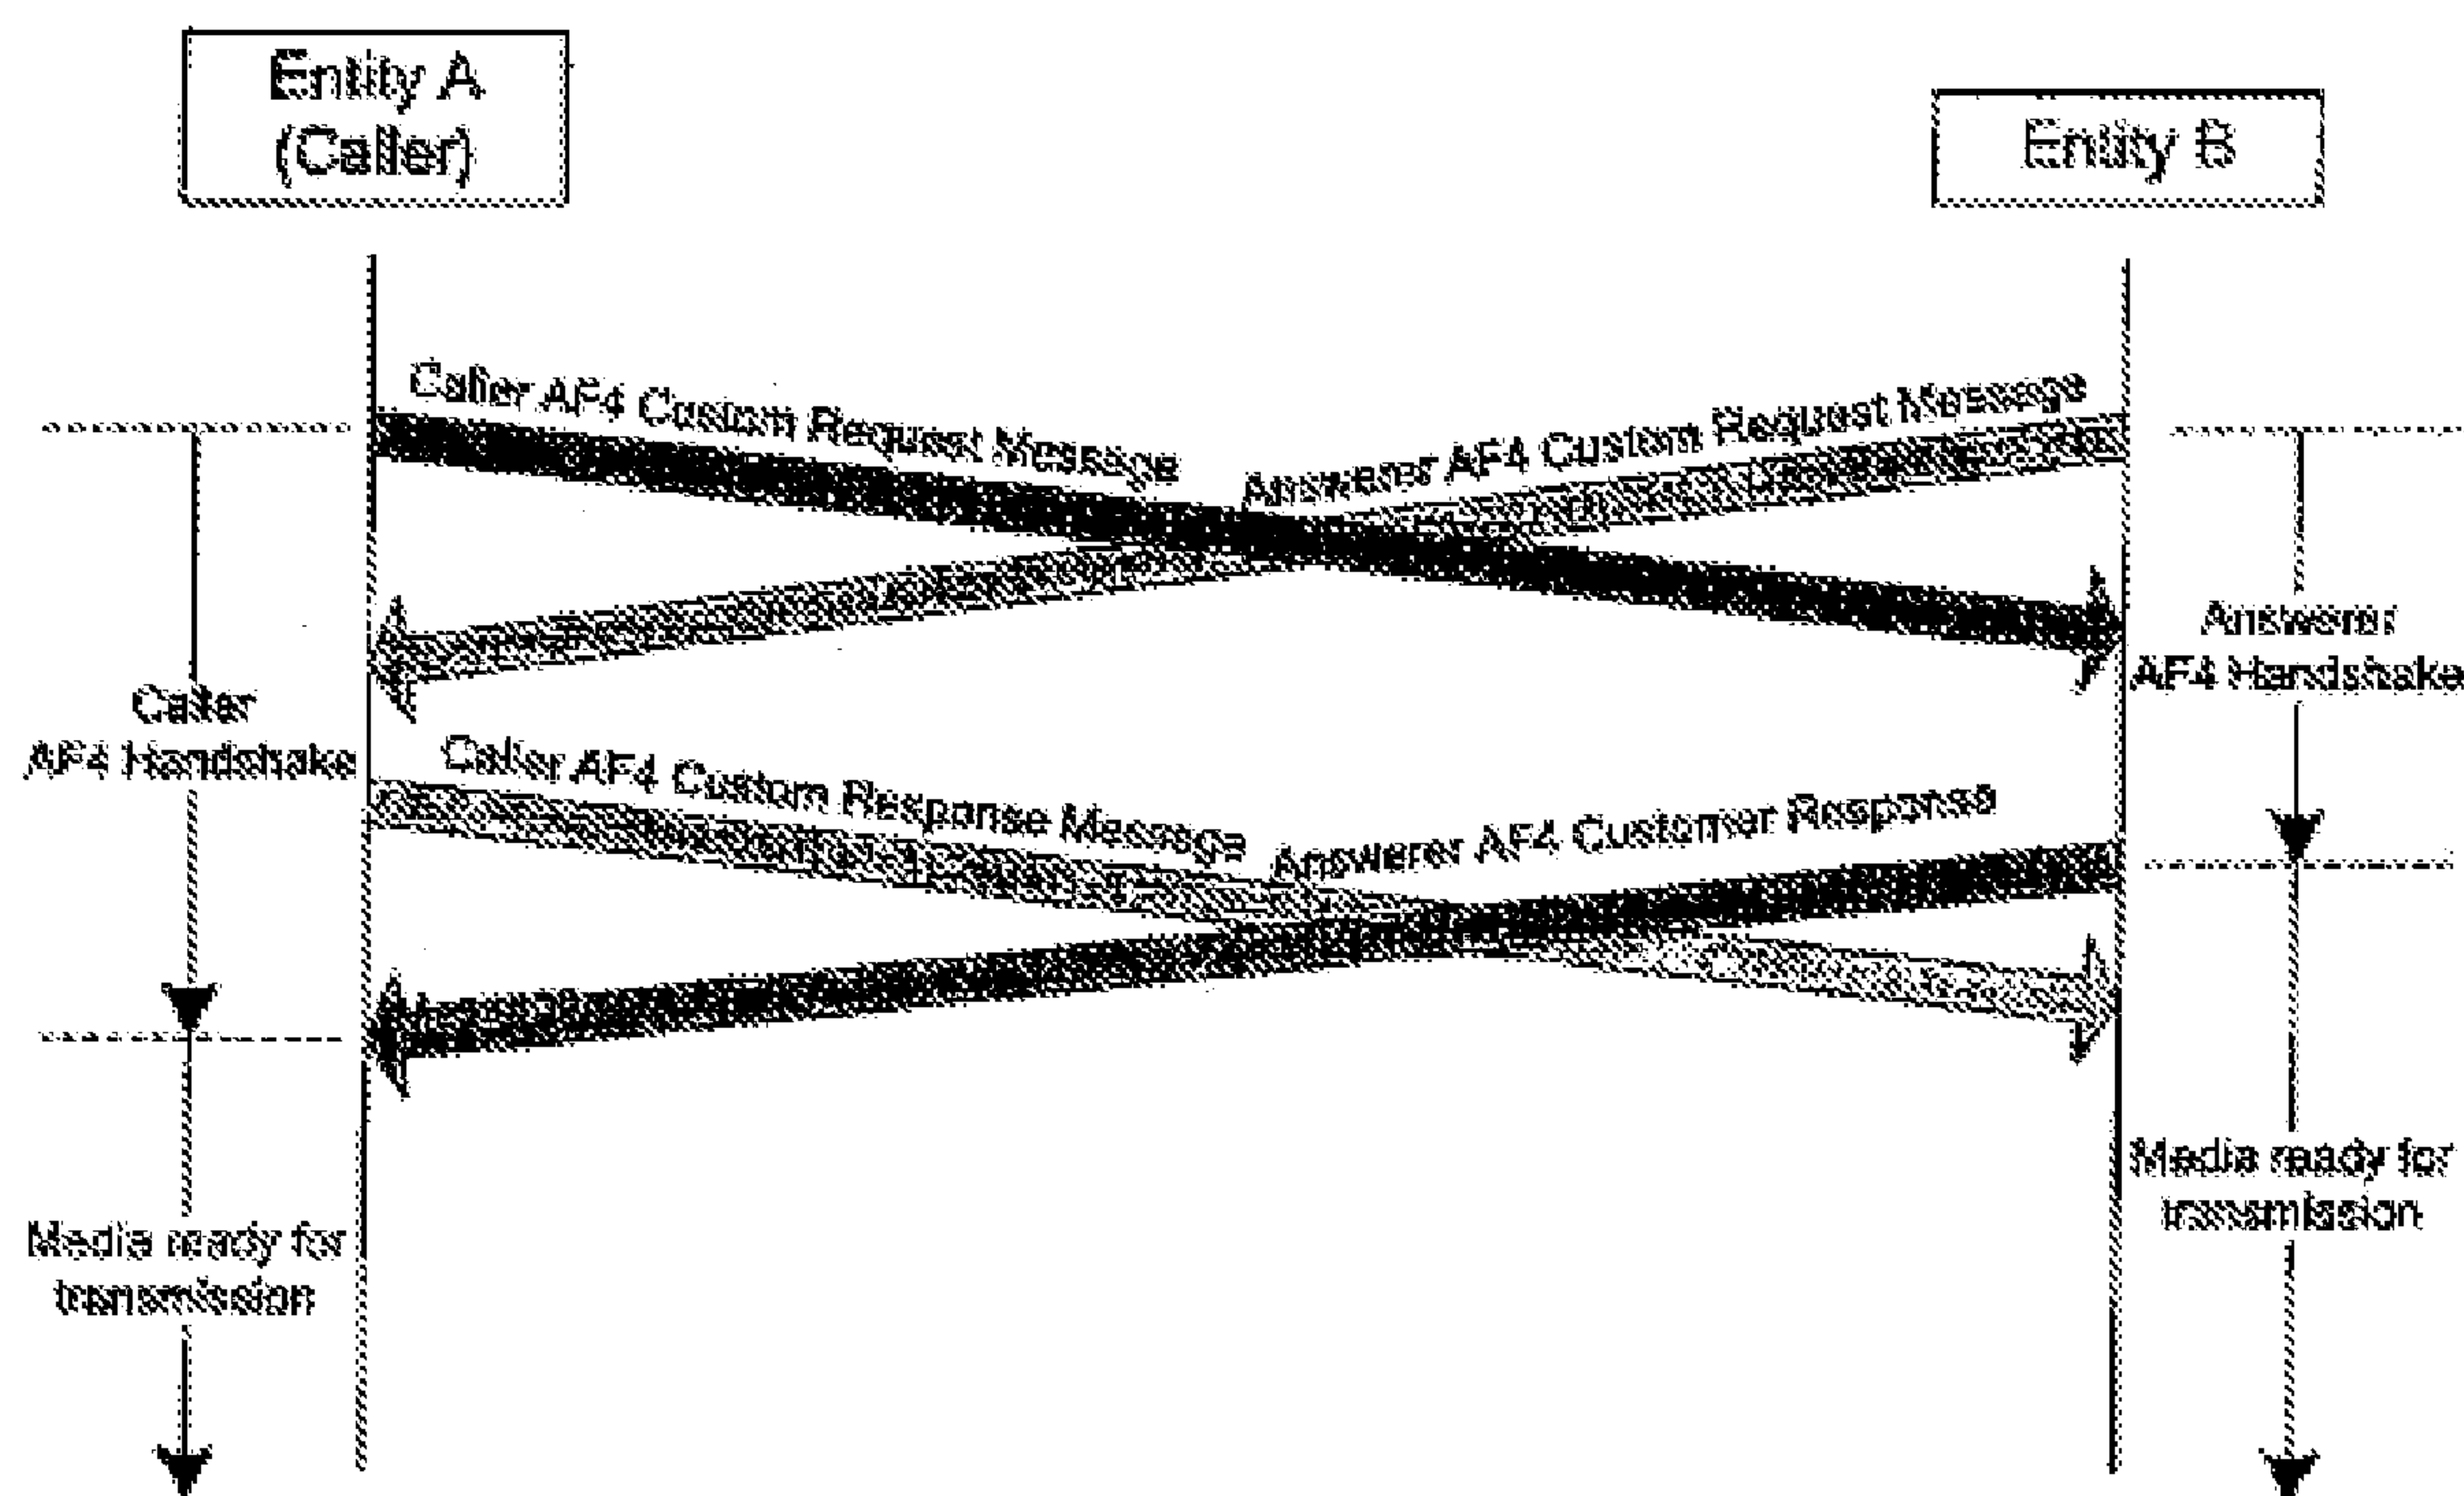 Entity A
(Caller)
Entity B
Caller AF4 Custom Request Message
Answerer AF4 Custom Request Message
Answerer
AF4 Handshake
Caller
AF4 Handshake
Caller AF4 Custom Response Message
Answerer AF4 Customer Response
Media ready for
transmission
Media ready for
transmission